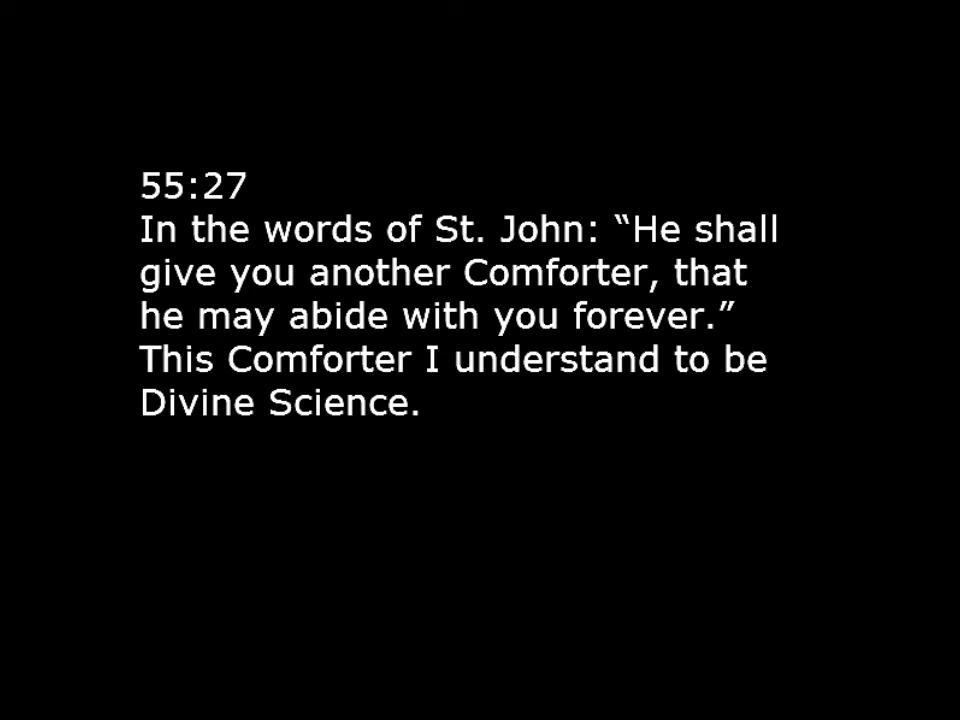 55:27
In the words of St. John: “He shall
give you another Comforter, that
he may abide with you forever.”
This Comforter I understand to be
Divine Science.